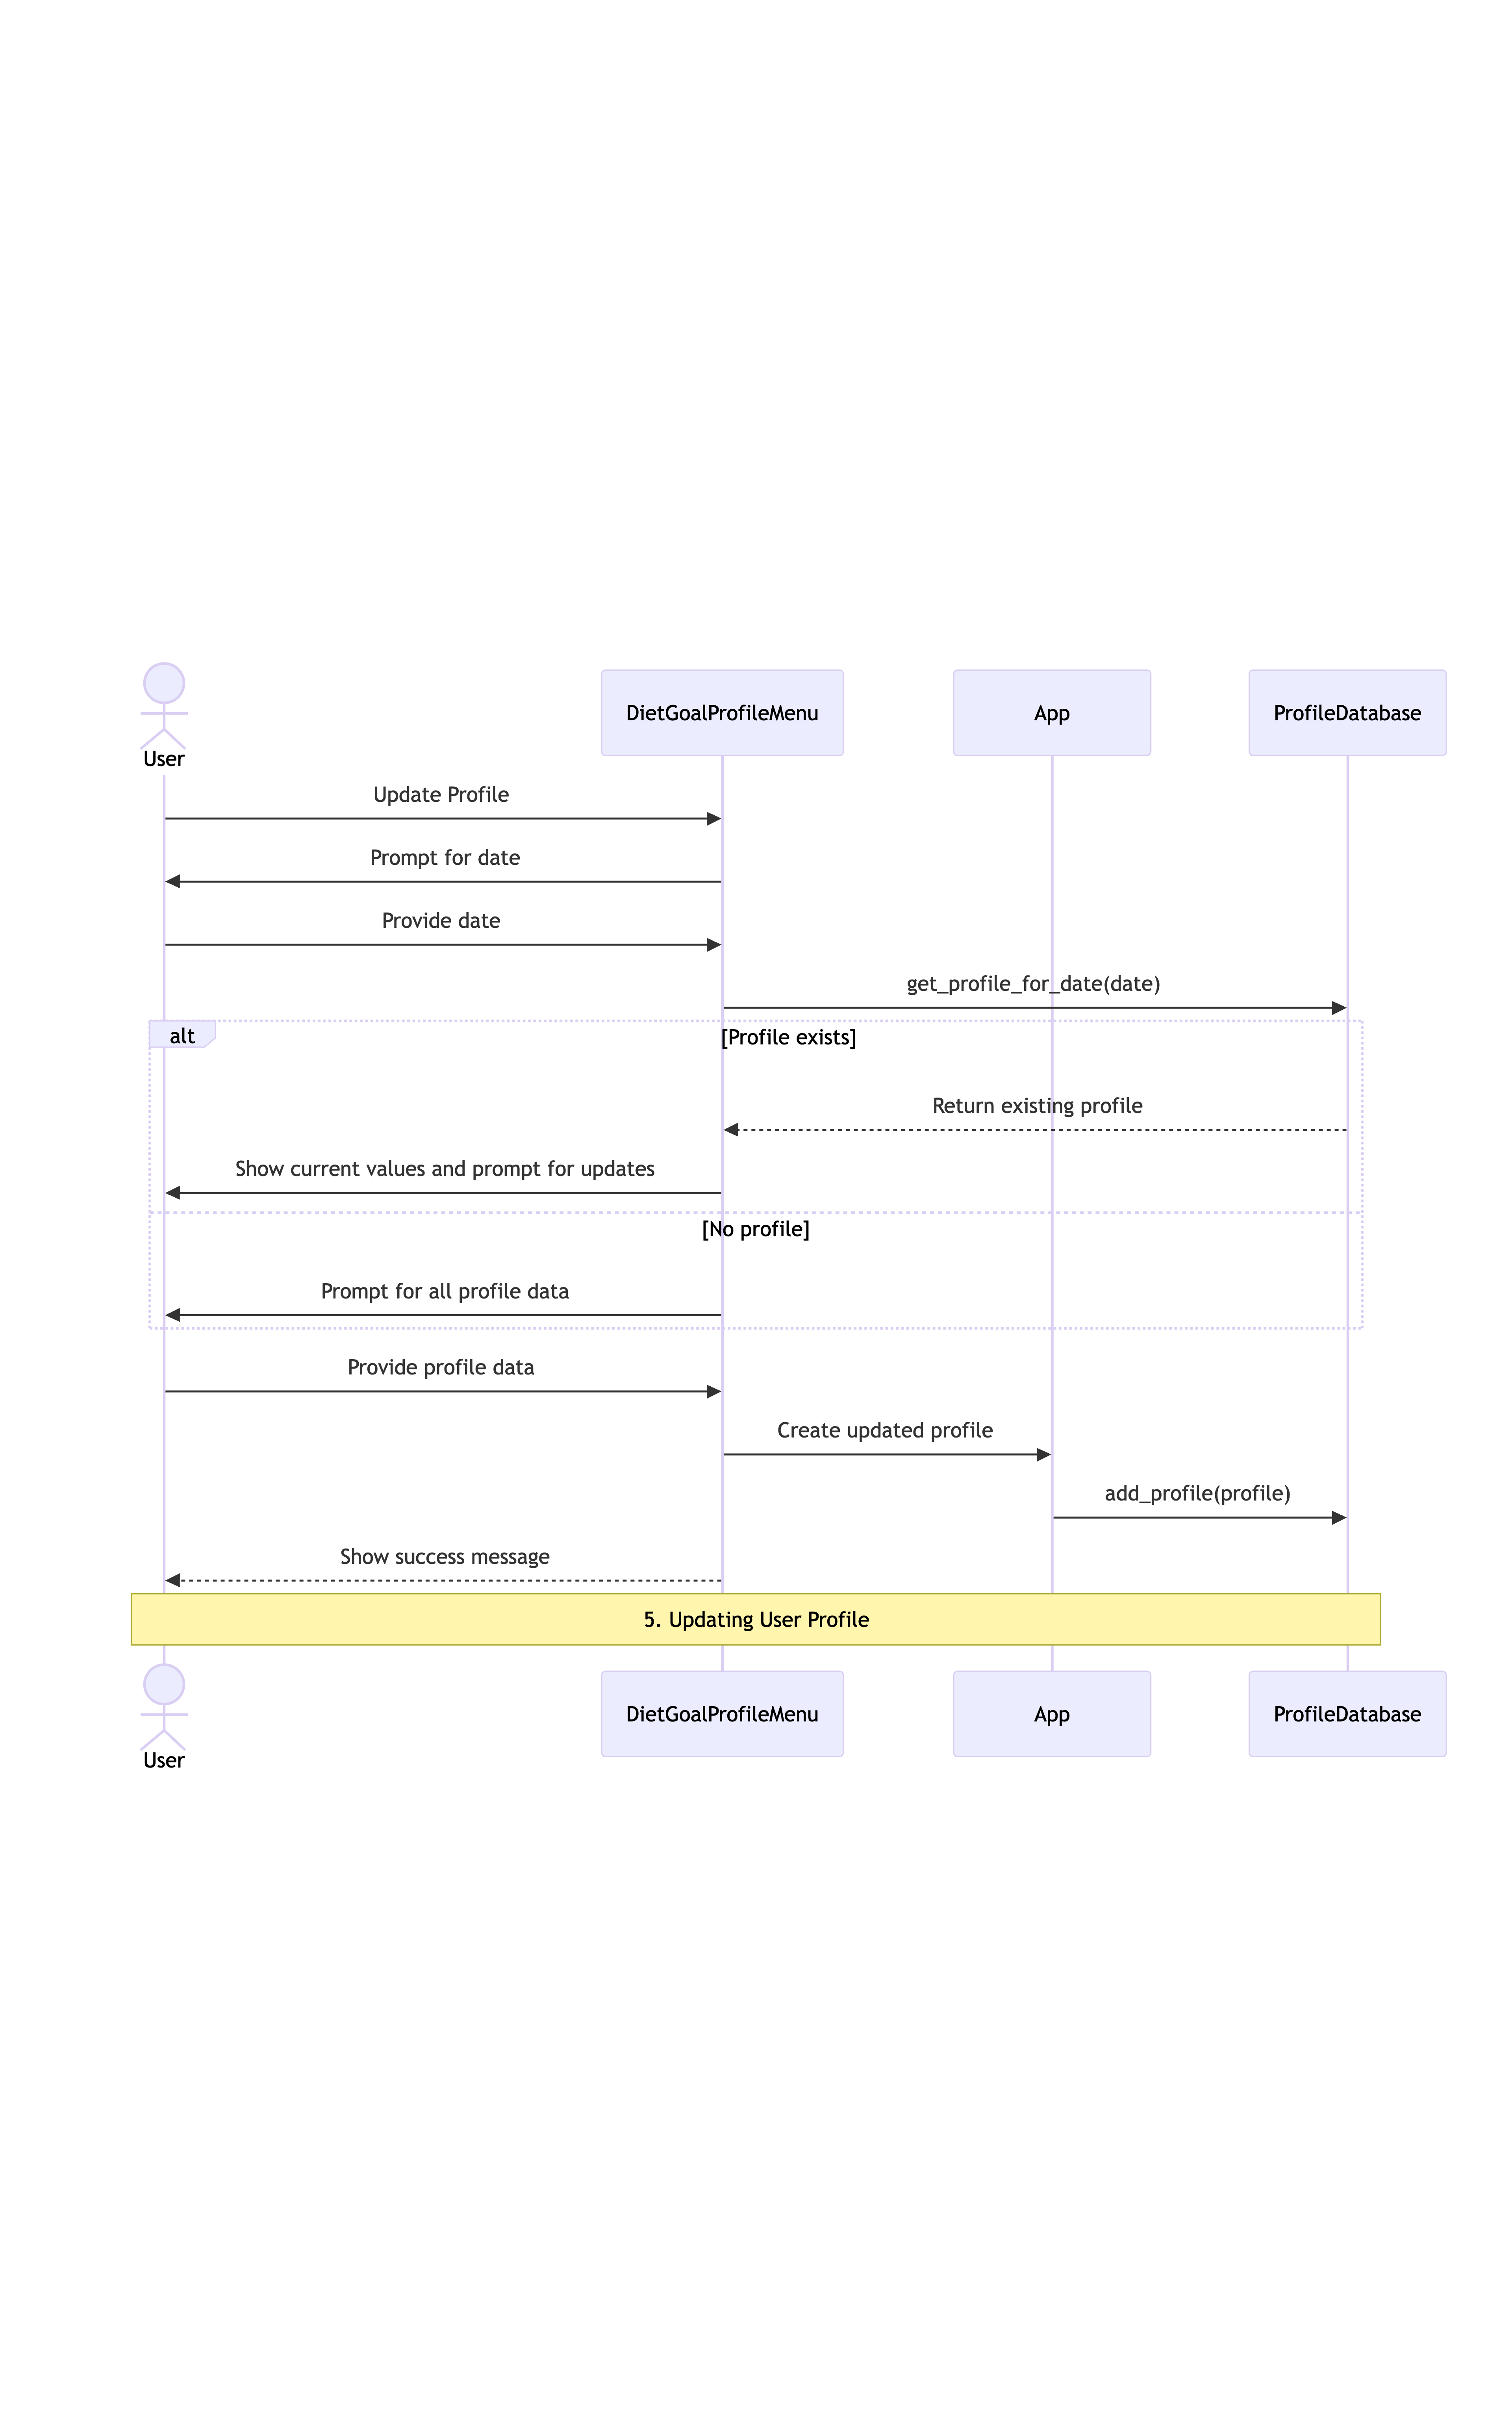 User
DietGoalProfileMenu
App
ProfileDatabase
Update Profile
Prompt for date
Provide date
get_profile_for_date(date)
alt
[Profile exists]
Return existing profile
Show current values and prompt for updates
[No profile]
Prompt for all profile data
Provide profile data
Create updated profile
add_profile(profile)
Show success message
5. Updating User Profile
User
DietGoalProfileMenu
App
ProfileDatabase